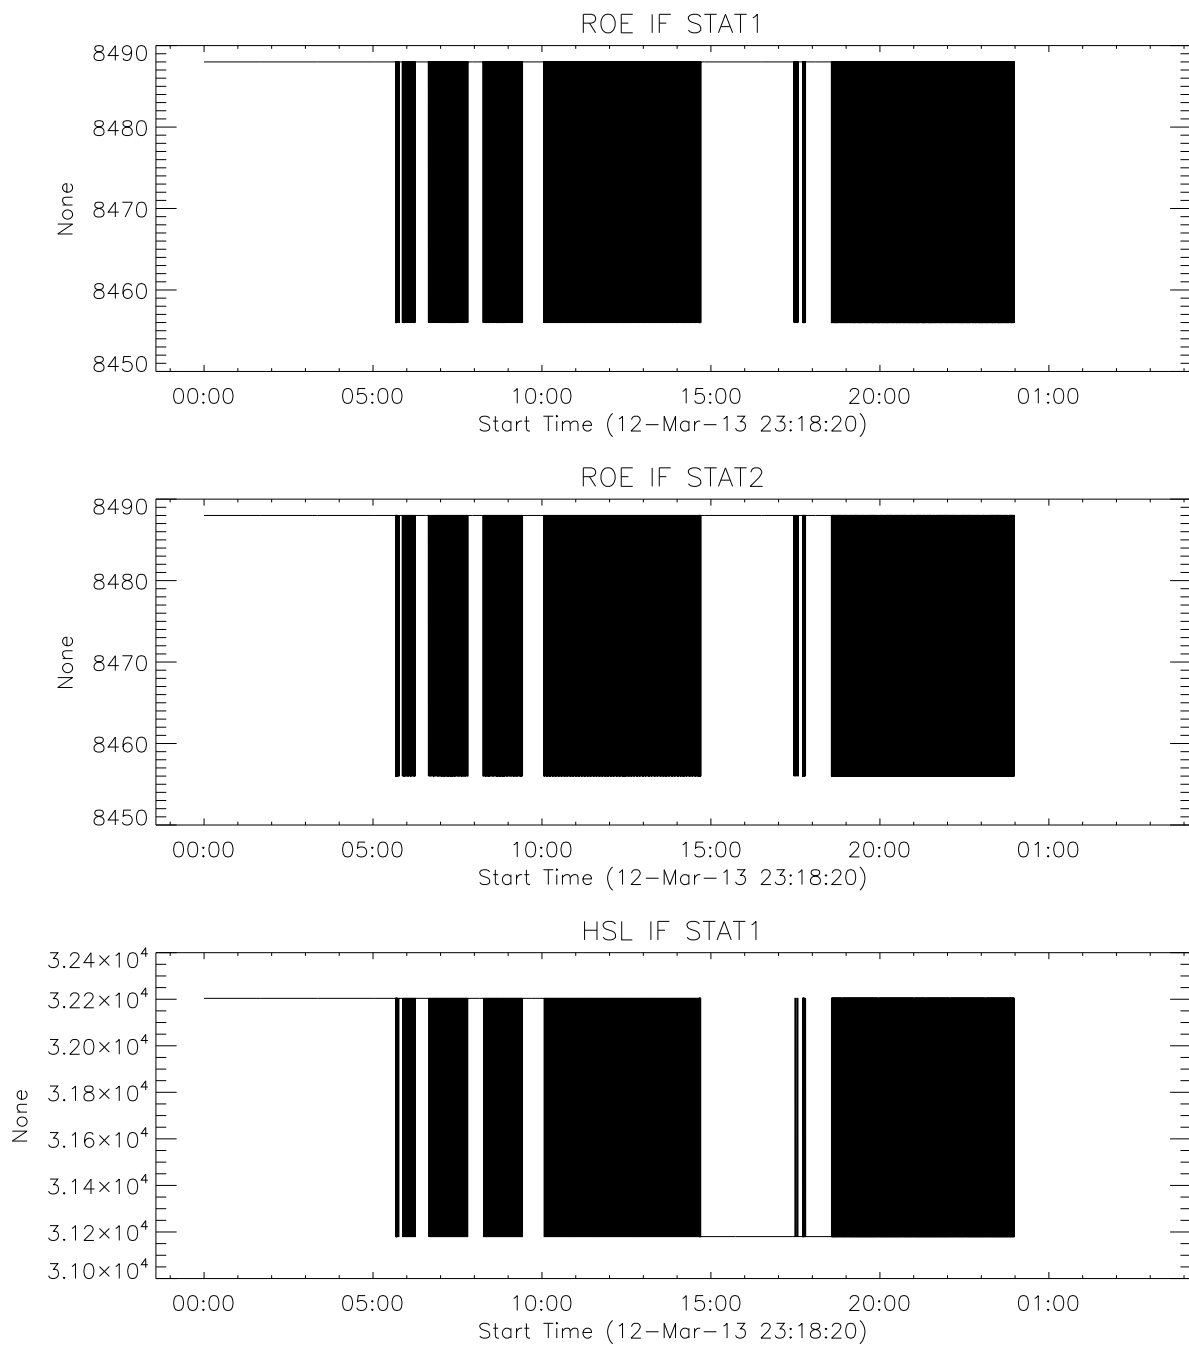 ROE IF STAT1
8490
8480
8470
8460
8450
None
00:00 05:00 10:00 15:00 20:00 01:00
Start Time (12-Mar-13 23:18:20)
ROE IF STAT2
8490
8480
8470
8460
8450
None
00:00 05:00 10:00 15:00 20:00 01:00
Start Time (12-Mar-13 23:18:20)
HSL IF STAT1
3.24×10⁴
3.22×10⁴
3.20×10⁴
3.18×10⁴
3.16×10⁴
3.14×10⁴
3.12×10⁴
3.10×10⁴
None
00:00 05:00 10:00 15:00 20:00 01:00
Start Time (12-Mar-13 23:18:20)